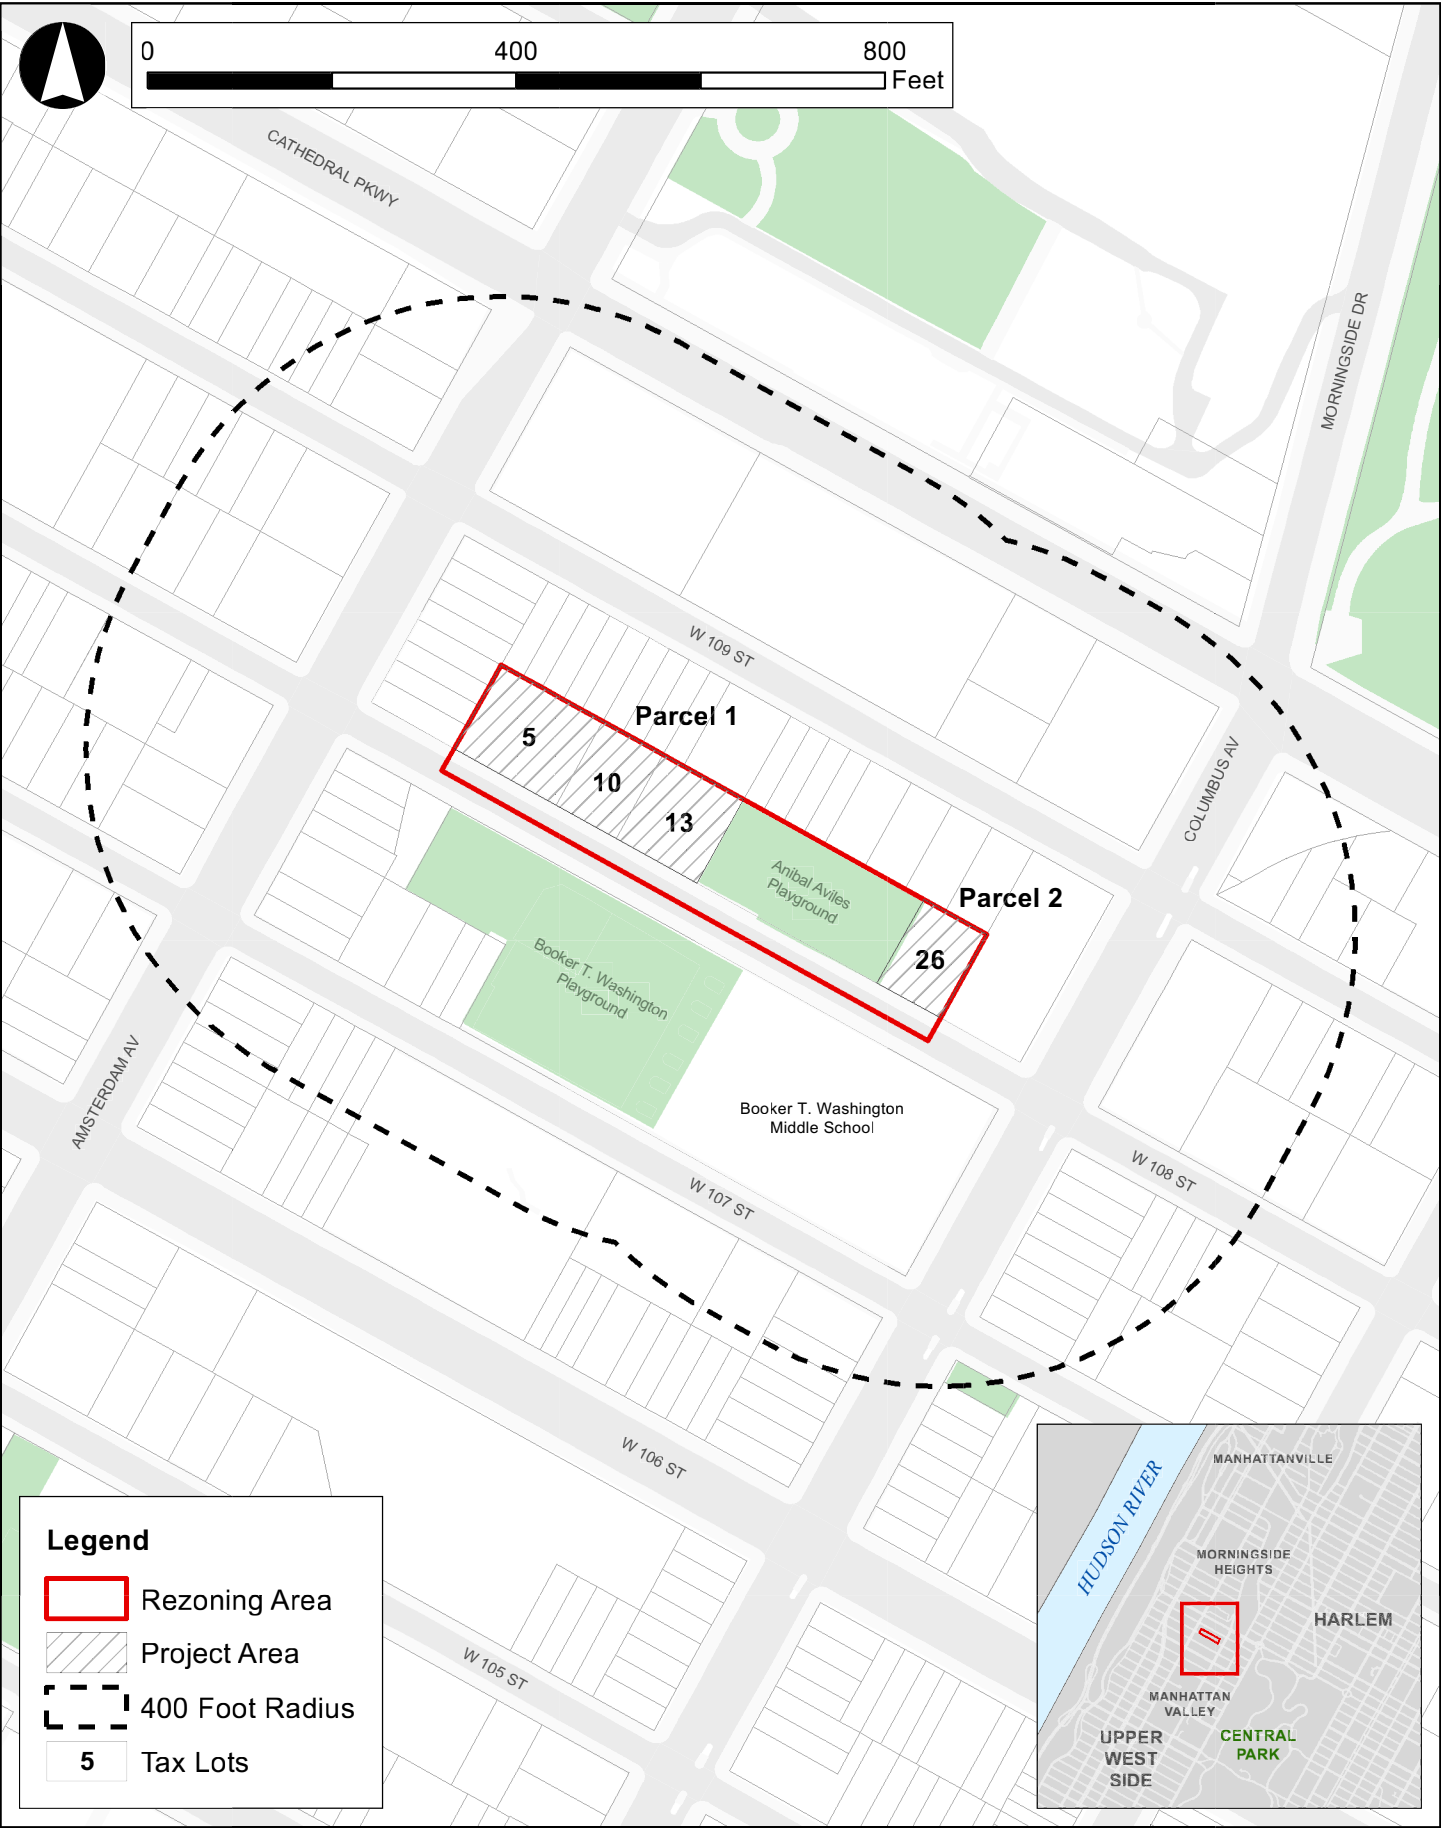 0
400
800
Feet
CATHEDRAL PKWY
MORNINGSIDE DR
W 109 ST
Parcel 1
5
10
13
COLUMBUS AV
Anibal Aviles
Playground
Parcel 2
26
Booker T. Washington
Playground
AMSTERDAM AV
Booker T. Washington
Middle School
W 108 ST
W 107 ST
W 106 ST
W 105 ST
Legend
Rezoning Area
Project Area
400 Foot Radius
5
Tax Lots
MANHATTANVILLE
HUDSON RIVER
MORNINGSIDE
HEIGHTS
HARLEM
MANHATTAN
VALLEY
UPPER
WEST
SIDE
CENTRAL
PARK